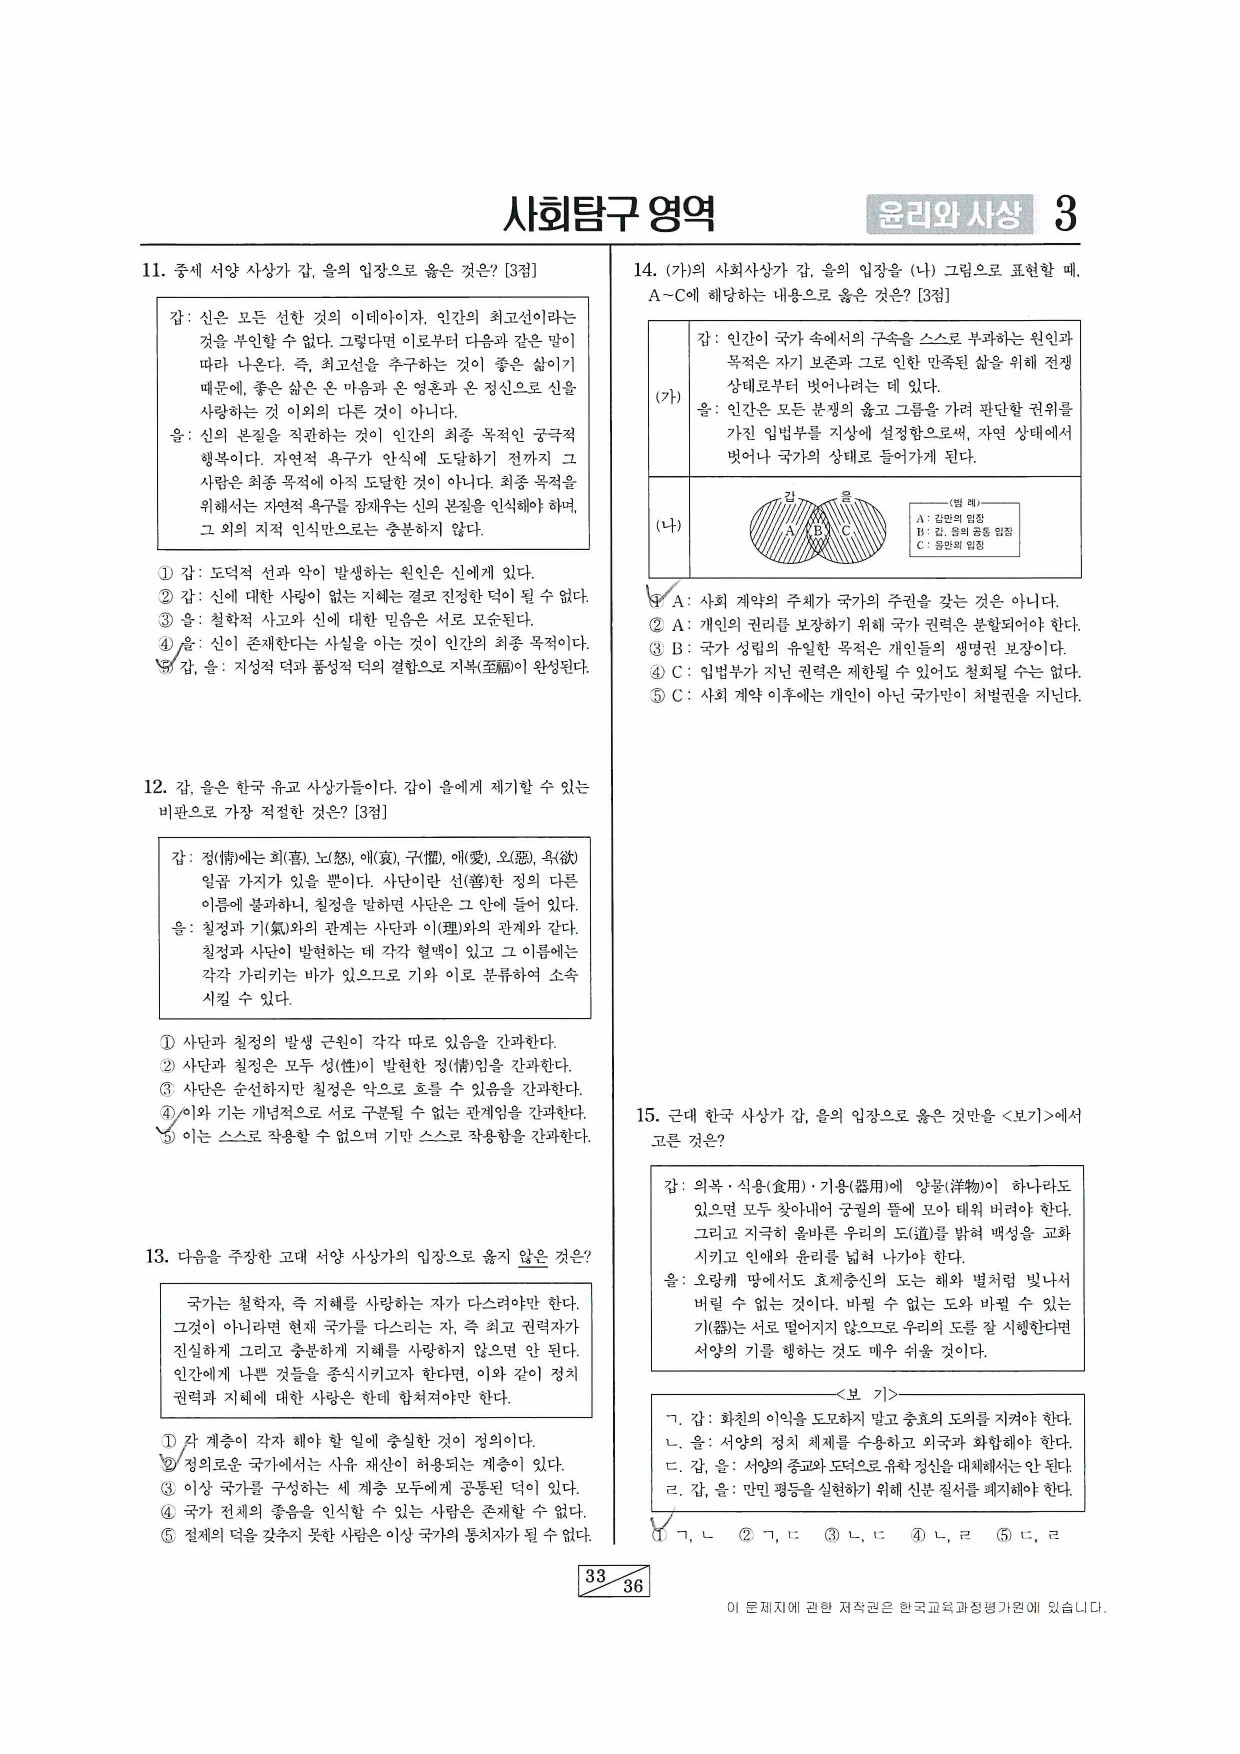 사회탐구 영역
윤리와 사상 3
11. 중세 서양 사상가 갑, 을의 입장으로 옳은 것은? [3점]
갑: 신은 모든 선한 것의 이데아이자, 인간의 최고선이라는
것을 부인할 수 없다. 그렇다면 이로부터 다음과 같은 말이
따라 나온다. 즉, 최고선을 추구하는 것이 좋은 삶이기
때문에, 좋은 삶은 온 마음과 온 영혼과 온 정신으로 신을
사랑하는 것 이외의 다른 것이 아니다.
을: 신의 본질을 직관하는 것이 인간의 최종 목적인 궁극적
행복이다. 자연적 욕구가 안식에 도달하기 전까지 그
사람은 최종 목적에 아직 도달한 것이 아니다. 최종 목적을
위해서는 자연적 욕구를 잠재우는 신의 본질을 인식해야 하며,
그 외의 지적 인식만으로는 충분하지 않다.
① 갑: 도덕적 선과 악이 발생하는 원인은 신에게 있다.
② 갑: 신에 대한 사랑이 없는 지혜는 결코 진정한 덕이 될 수 없다.
③ 을: 철학적 사고와 신에 대한 믿음은 서로 모순된다.
④ 을: 신이 존재한다는 사실을 아는 것이 인간의 최종 목적이다.
⑤ 갑, 을: 지성적 덕과 품성적 덕의 결합으로 지복(至福)이 완성된다.
12. 갑, 을은 한국 유교 사상가들이다. 갑이 을에게 제기할 수 있는
비판으로 가장 적절한 것은? [3점]
갑: 정(情)에는 희(喜), 노(怒), 애(哀), 구(懼), 애(愛), 오(惡), 욕(欲)
일곱 가지가 있을 뿐이다. 사단이란 선(善)한 정의 다른
이름에 불과하니, 칠정을 말하면 사단은 그 안에 들어 있다.
을: 칠정과 기(氣)와의 관계는 사단과 이(理)와의 관계와 같다.
칠정과 사단이 발현하는 데 각각 혈맥이 있고 그 이름에는
각각 가리키는 바가 있으므로 기와 이로 분류하여 소속
시킬 수 있다.
① 사단과 칠정의 발생 근원이 각각 따로 있음을 간과한다.
② 사단과 칠정은 모두 성(性)이 발현한 정(情)임을 간과한다.
③ 사단은 순선하지만 칠정은 악으로 흐를 수 있음을 간과한다.
④ 이와 기는 개념적으로 서로 구분될 수 없는 관계임을 간과한다.
⑤ 이는 스스로 작용할 수 없으며 기만 스스로 작용함을 간과한다.
13. 다음을 주장한 고대 서양 사상가의 입장으로 옳지 않은 것은?
국가는 철학자, 즉 지혜를 사랑하는 자가 다스려야만 한다.
그것이 아니라면 현재 국가를 다스리는 자, 즉 최고 권력자가
진실하게 그리고 충분하게 지혜를 사랑하지 않으면 안 된다.
인간에게 나쁜 것들을 종식시키고자 한다면, 이와 같이 정치
권력과 지혜에 대한 사랑은 한데 합쳐져야만 한다.
① 각 계층이 각자 해야 할 일에 충실한 것이 정의이다.
② 정의로운 국가에서는 사유 재산이 허용되는 계층이 있다.
③ 이상 국가를 구성하는 세 계층 모두에게 공통된 덕이 있다.
④ 국가 전체의 좋음을 인식할 수 있는 사람은 존재할 수 없다.
⑤ 절제의 덕을 갖추지 못한 사람은 이상 국가의 통치자가 될 수 없다.
14. (가)의 사회사상가 갑, 을의 입장을 (나) 그림으로 표현할 때,
A~C에 해당하는 내용으로 옳은 것은? [3점]
(가)
갑: 인간이 국가 속에서의 구속을 스스로 부과하는 원인과
목적은 자기 보존과 그로 인한 만족된 삶을 위해 전쟁
상태로부터 벗어나려는 데 있다.
을: 인간은 모든 분쟁의 옳고 그름을 가려 판단할 권위를
가진 입법부를 지상에 설정함으로써, 자연 상태에서
벗어나 국가의 상태로 들어가게 된다.
(나)
갑 을
A B C
(범 례)
A: 갑만의 입장
B: 갑, 을의 공통 입장
C: 을만의 입장
① A: 사회 계약의 주체가 국가의 주권을 갖는 것은 아니다.
② A: 개인의 권리를 보장하기 위해 국가 권력은 분할되어야 한다.
③ B: 국가 성립의 유일한 목적은 개인들의 생명권 보장이다.
④ C: 입법부가 지닌 권력은 제한될 수 있어도 철회될 수는 없다.
⑤ C: 사회 계약 이후에는 개인이 아닌 국가만이 처벌권을 지닌다.
15. 근대 한국 사상가 갑, 을의 입장으로 옳은 것만을 <보기>에서
고른 것은?
갑: 의복·식용(食用)·기용(器用)에 양물(洋物)이 하나라도
있으면 모두 찾아내어 궁궐의 뜰에 모아 태워 버려야 한다.
그리고 지극히 올바른 우리의 도(道)를 밝혀 백성을 교화
시키고 인애와 윤리를 넓혀 나가야 한다.
을: 오랑캐 땅에서도 효제충신의 도는 해와 별처럼 빛나서
버릴 수 없는 것이다. 바뀔 수 없는 도와 바뀔 수 있는
기(器)는 서로 떨어지지 않으므로 우리의 도를 잘 시행한다면
서양의 기를 행하는 것도 매우 쉬울 것이다.
<보 기>
ㄱ. 갑: 화친의 이익을 도모하지 말고 충효의 도의를 지켜야 한다.
ㄴ. 을: 서양의 정치 체제를 수용하고 외국과 화합해야 한다.
ㄷ. 갑, 을: 서양의 종교와 도덕으로 유학 정신을 대체해서는 안 된다.
ㄹ. 갑, 을: 만민 평등을 실현하기 위해 신분 질서를 폐지해야 한다.
① ㄱ, ㄴ ② ㄱ, ㄷ ③ ㄴ, ㄷ ④ ㄴ, ㄹ ⑤ ㄷ, ㄹ
33 36
이 문제지에 관한 저작권은 한국교육과정평가원에 있습니다.